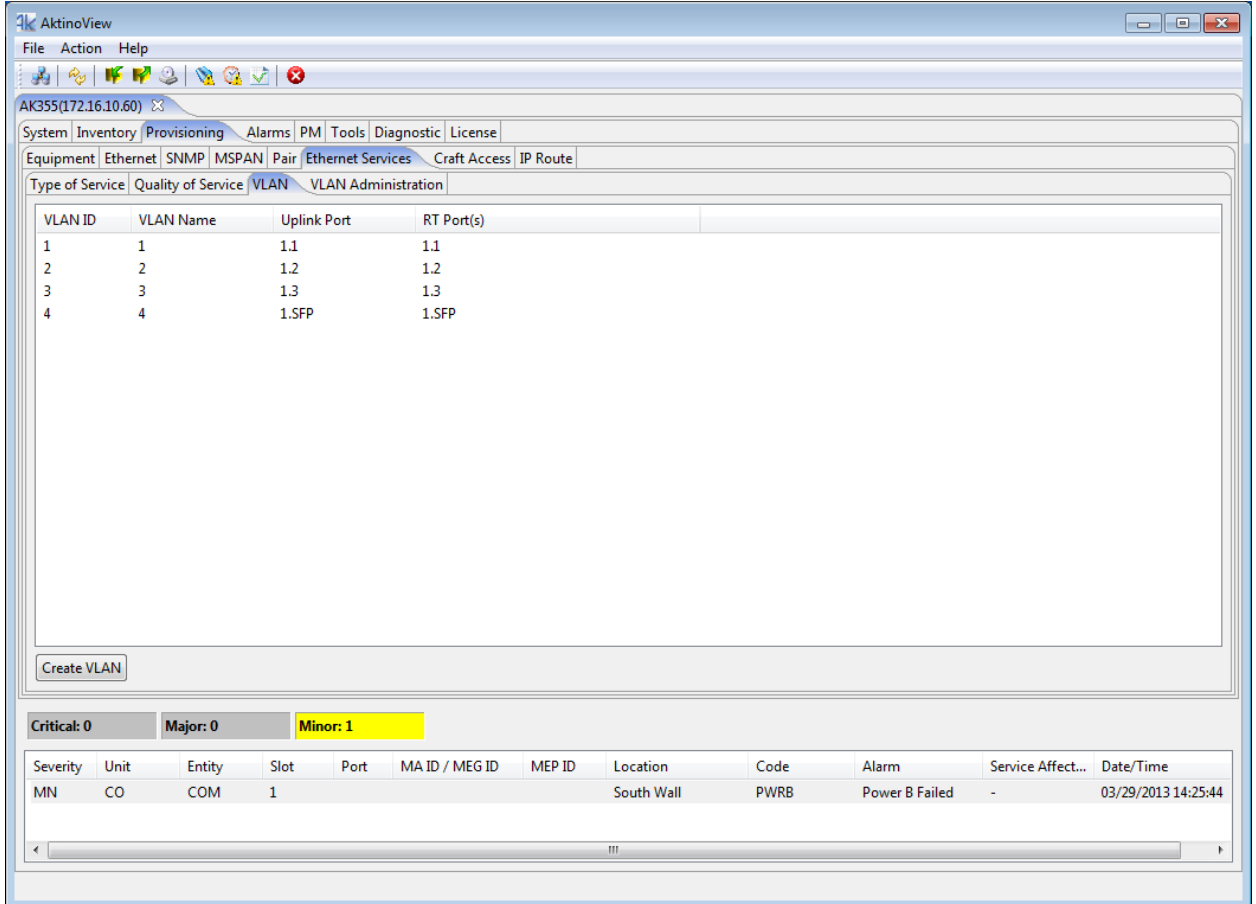 AktinoView
File Action Help
AK355(172.16.10.60)
System Inventory Provisioning Alarms PM Tools Diagnostic License
Equipment Ethernet SNMP MSPAN Pair Ethernet Services Craft Access IP Route
Type of Service Quality of Service VLAN VLAN Administration
VLAN ID VLAN Name Uplink Port RT Port(s)
1 1 1.1 1.1
2 2 1.2 1.2
3 3 1.3 1.3
4 4 1.SFP 1.SFP
Create VLAN
Critical: 0 Major: 0 Minor: 1
Severity Unit Entity Slot Port MA ID / MEG ID MEP ID Location Code Alarm Service Affect... Date/Time
MN CO COM 1 South Wall PWRB Power B Failed - 03/29/2013 14:25:44